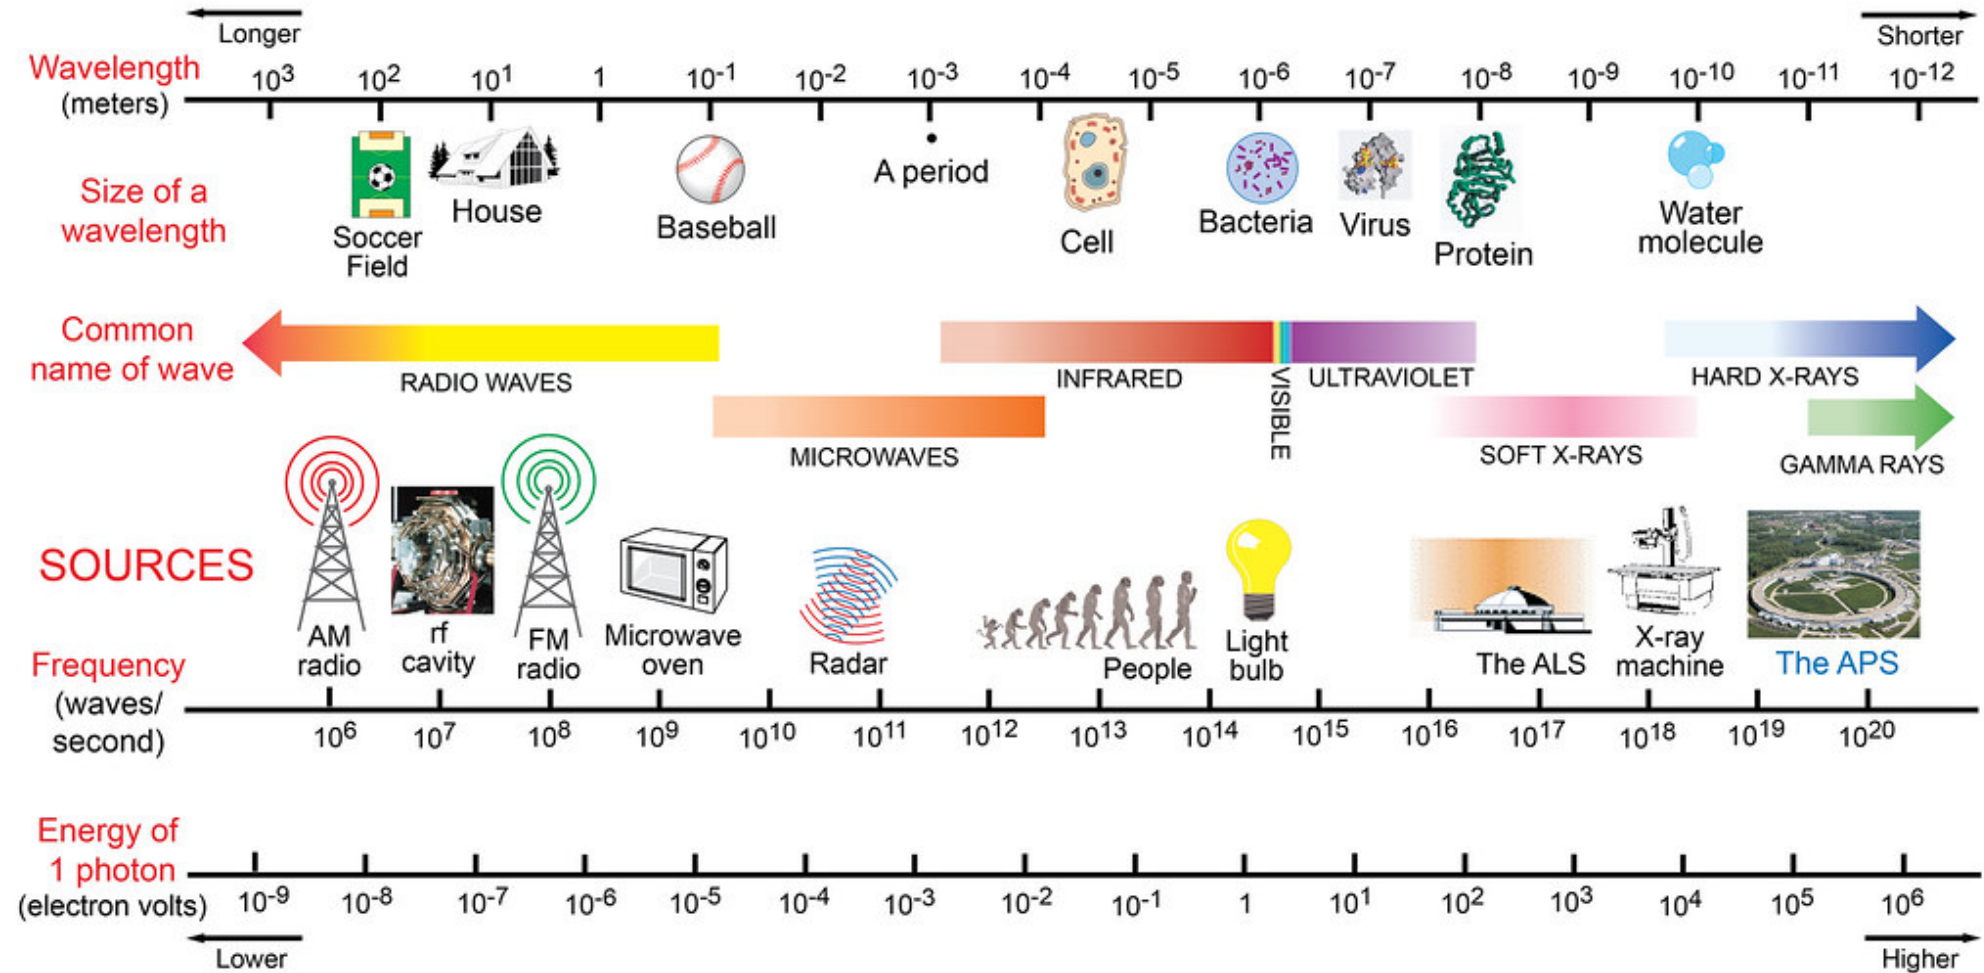 Longer
Shorter
Wavelength
(meters)
10³ 10² 10¹ 1 10⁻¹ 10⁻² 10⁻³ 10⁻⁴ 10⁻⁵ 10⁻⁶ 10⁻⁷ 10⁻⁸ 10⁻⁹ 10⁻¹⁰ 10⁻¹¹ 10⁻¹²
Size of a
wavelength
Soccer
Field
House
Baseball
A period
Cell
Bacteria
Virus
Protein
Water
molecule
Common
name of wave
RADIO WAVES
MICROWAVES
INFRARED
VISIBLE
ULTRAVIOLET
SOFT X-RAYS
HARD X-RAYS
GAMMA RAYS
SOURCES
AM
radio
rf
cavity
FM
radio
Microwave
oven
Radar
People
Light
bulb
The ALS
X-ray
machine
The APS
Frequency
(waves/
second)
10⁶ 10⁷ 10⁸ 10⁹ 10¹⁰ 10¹¹ 10¹² 10¹³ 10¹⁴ 10¹⁵ 10¹⁶ 10¹⁷ 10¹⁸ 10¹⁹ 10²⁰
Energy of
1 photon
(electron volts)
10⁻⁹ 10⁻⁸ 10⁻⁷ 10⁻⁶ 10⁻⁵ 10⁻⁴ 10⁻³ 10⁻² 10⁻¹ 1 10¹ 10² 10³ 10⁴ 10⁵ 10⁶
Lower
Higher